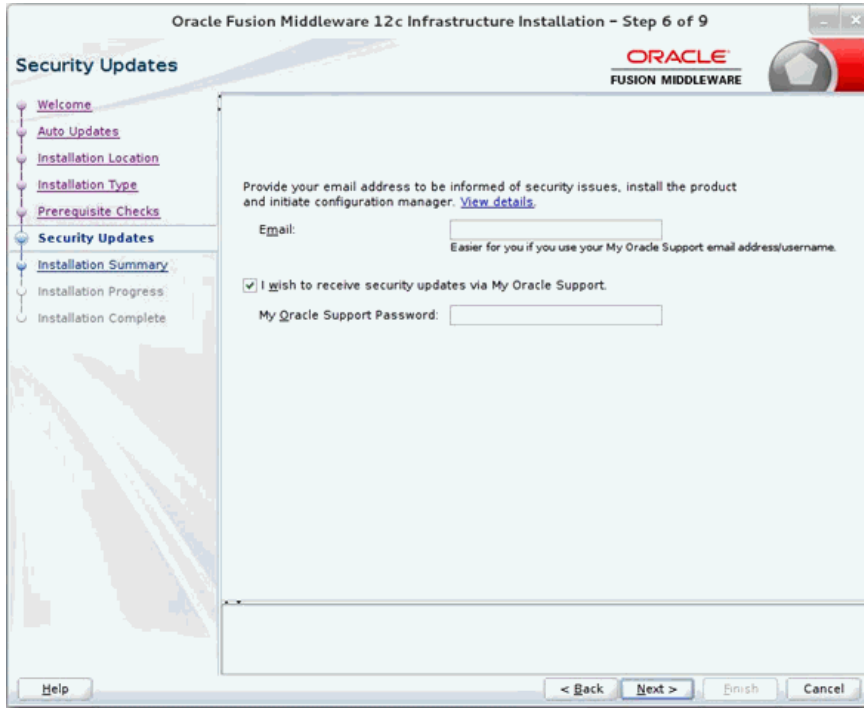 Oracle Fusion Middleware 12c Infrastructure Installation - Step 6 of 9
Security Updates
ORACLE
FUSION MIDDLEWARE
Welcome
Auto Updates
Installation Location
Installation Type
Prerequisite Checks
Security Updates
Installation Summary
Installation Progress
Installation Complete
Provide your email address to be informed of security issues, install the product
and initiate configuration manager. View details.
Email:
Easier for you if you use your My Oracle Support email address/username.
I wish to receive security updates via My Oracle Support.
My Oracle Support Password:
Help
< Back
Next >
Finish
Cancel